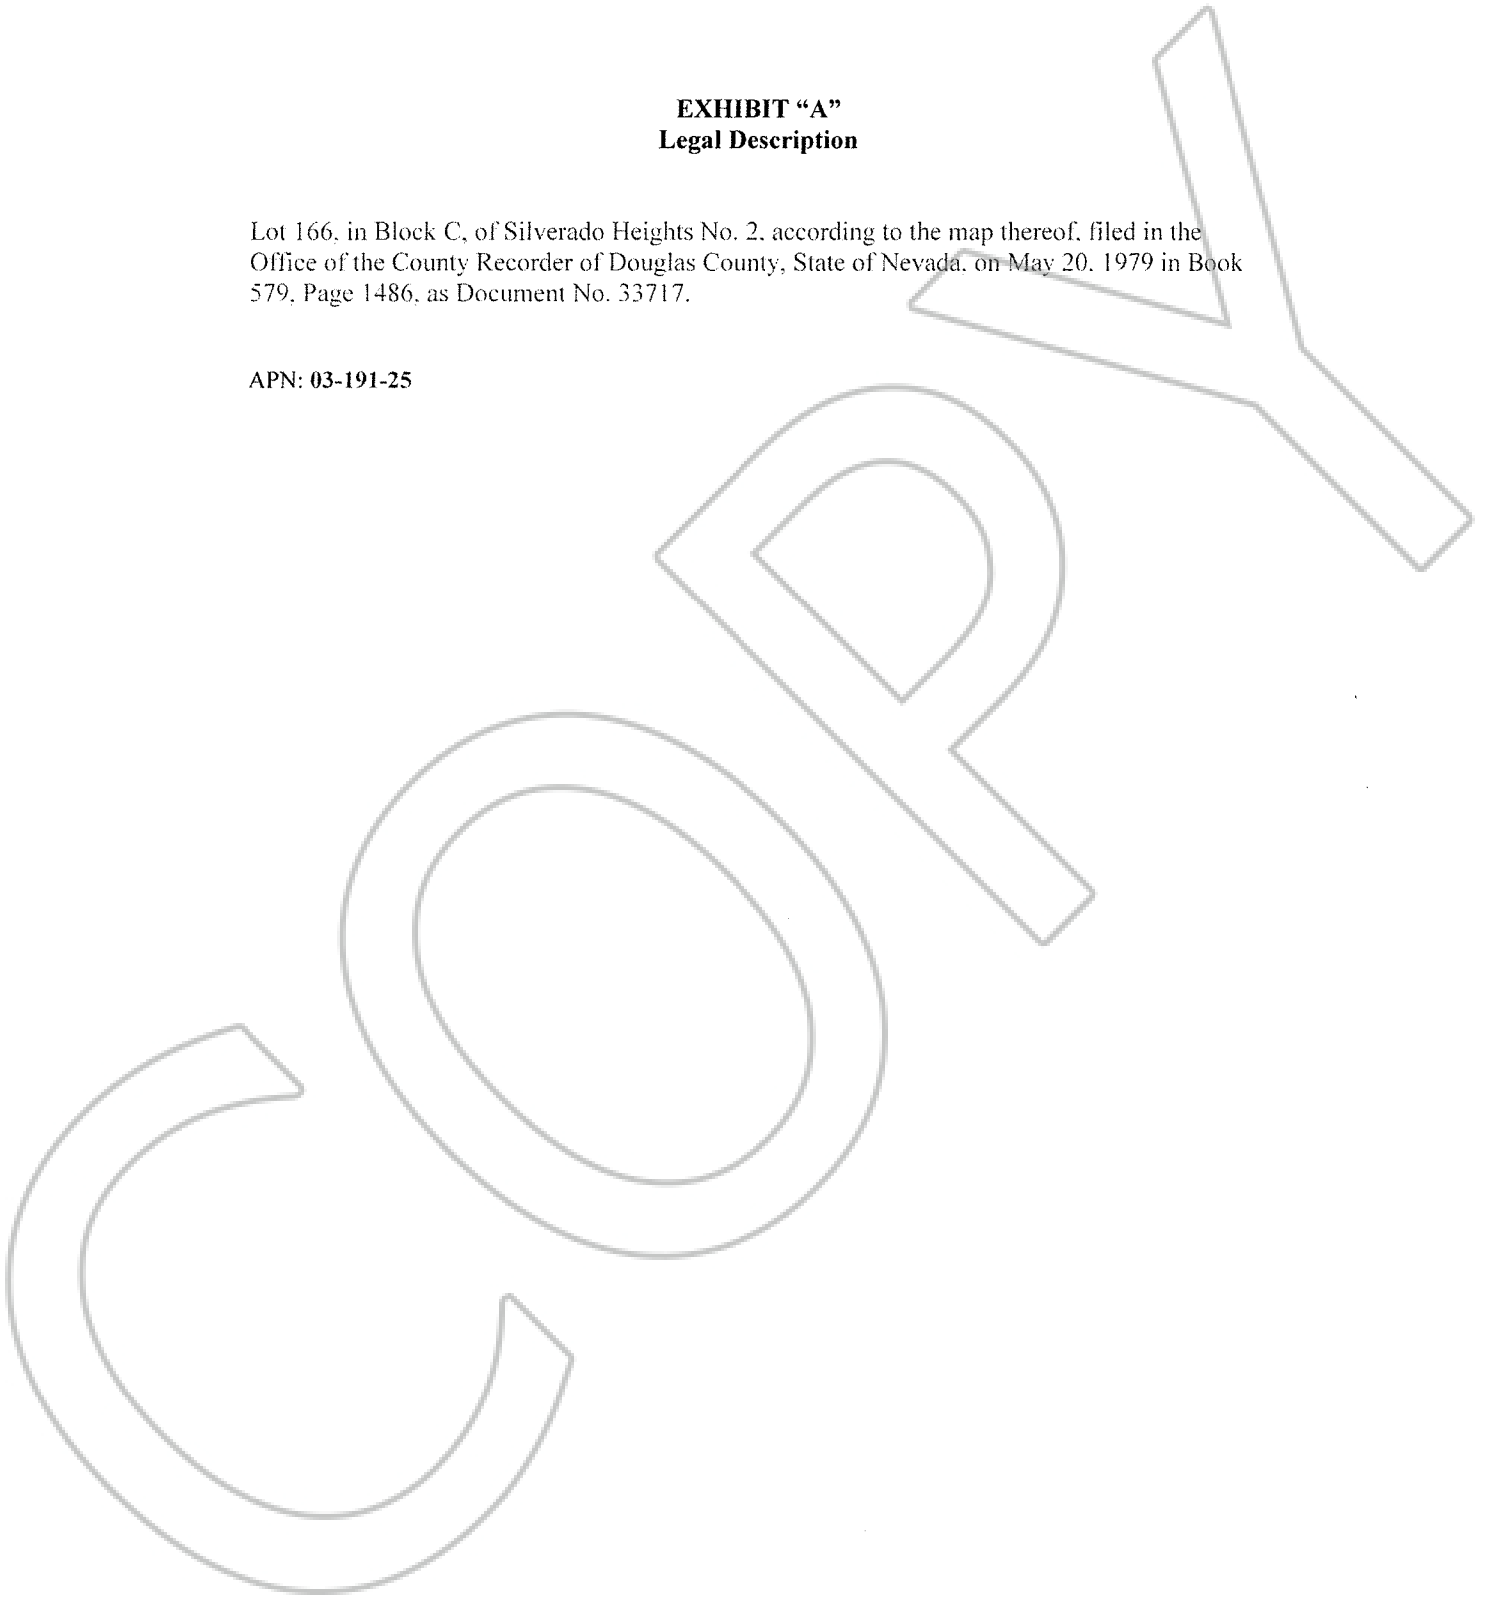 EXHIBIT “A”
Legal Description
Lot 166, in Block C, of Silverado Heights No. 2, according to the map thereof, filed in the
Office of the County Recorder of Douglas County, State of Nevada, on May 20, 1979 in Book
579, Page 1486, as Document No. 33717.
APN: 03-191-25
COPY